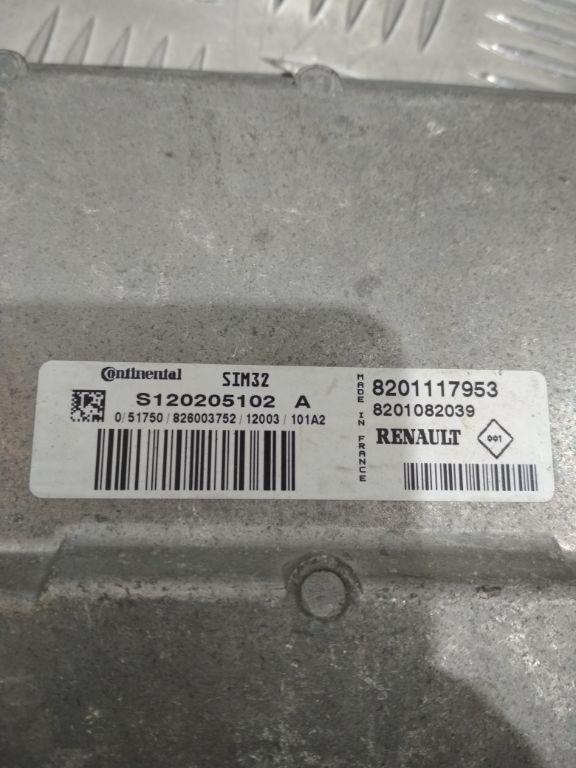 Continental SIM32
S120205102 A
0/51750/826003752/12003/101A2
MADE IN FRANCE
8201117953
8201082039
RENAULT 001